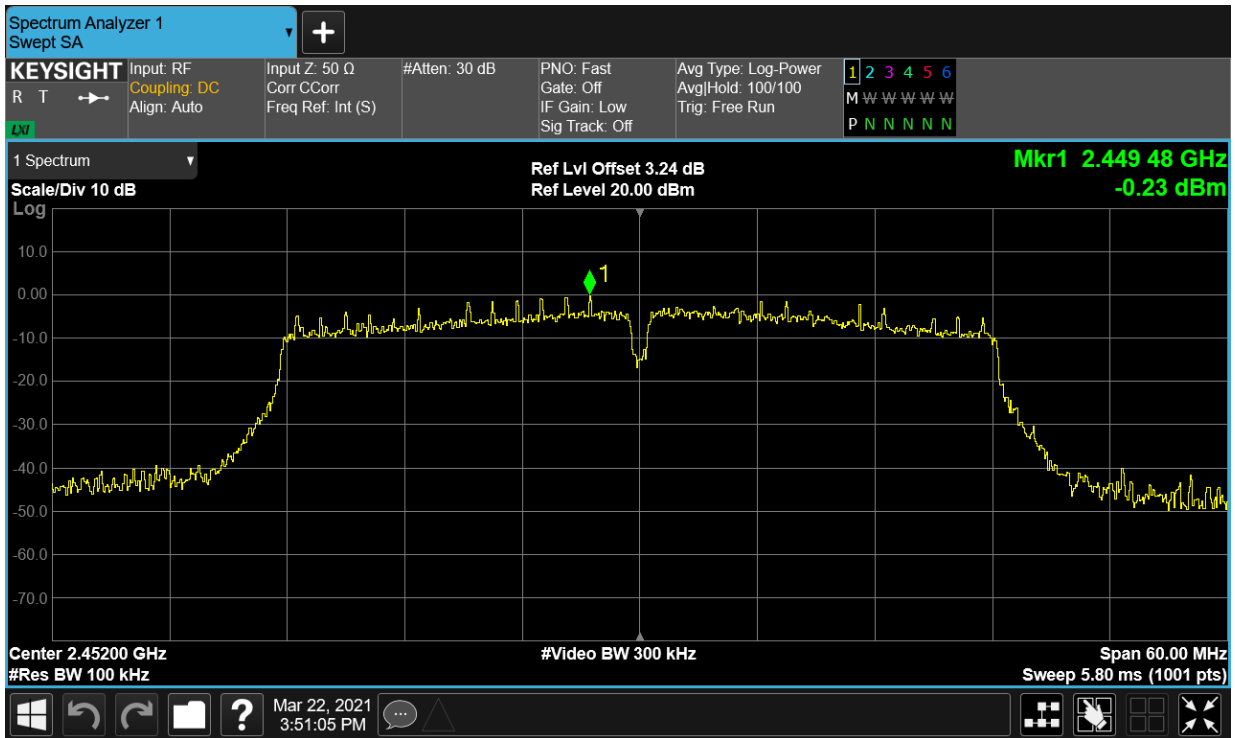 Spectrum Analyzer 1
Swept SA
▼
+
KEYSIGHT
R T
LXI
Input: RF
Coupling: DC
Align: Auto
Input Z: 50 Ω
Corr CCorr
Freq Ref: Int (S)
#Atten: 30 dB
PNO: Fast
Gate: Off
IF Gain: Low
Sig Track: Off
Avg Type: Log-Power
Avg|Hold: 100/100
Trig: Free Run
1 2 3 4 5 6
M W W W W W
P N N N N N
1 Spectrum ▼
Scale/Div 10 dB
Log
Ref Lvl Offset 3.24 dB
Ref Level 20.00 dBm
Mkr1 2.449 48 GHz
-0.23 dBm
1
10.0
0.00
-10.0
-20.0
-30.0
-40.0
-50.0
-60.0
-70.0
Center 2.45200 GHz
#Res BW 100 kHz
#Video BW 300 kHz
Span 60.00 MHz
Sweep 5.80 ms (1001 pts)
?
Mar 22, 2021
3:51:05 PM